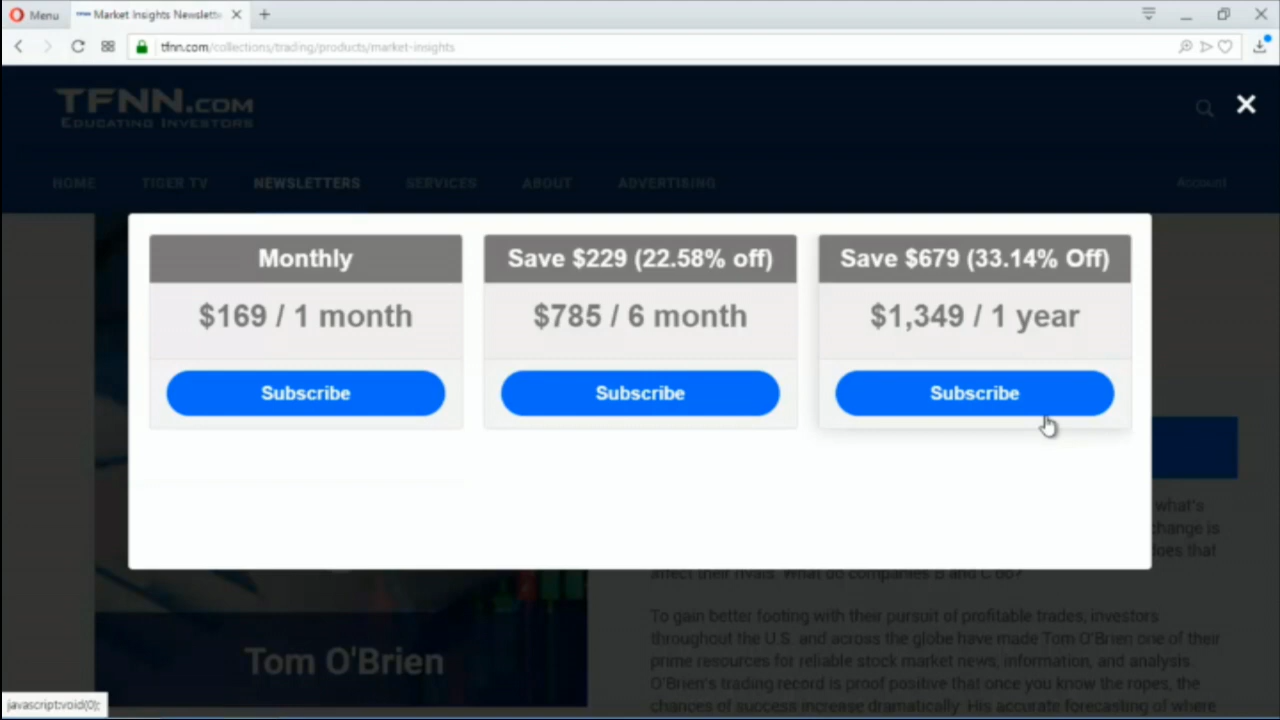 Menu
Market Insights Newslette
tfnn.com/collections/trading/products/market-insights
TFNN.COM
EDUCATING INVESTORS
HOME TIGER TV NEWSLETTERS SERVICES ABOUT ADVERTISING Account
Monthly
$169 / 1 month
Subscribe
Save $229 (22.58% off)
$785 / 6 month
Subscribe
Save $679 (33.14% Off)
$1,349 / 1 year
Subscribe
what's
change is
does that
affect their rivals. What do companies B and C do?
To gain better footing with their pursuit of profitable trades, investors
throughout the U.S. and across the globe have made Tom O'Brien one of their
prime resources for reliable stock market news, information, and analysis.
O'Brien's trading record is proof positive that once you know the ropes, the
chances of success increase dramatically. His accurate forecasting of where
Tom O'Brien
javascript:void(0);